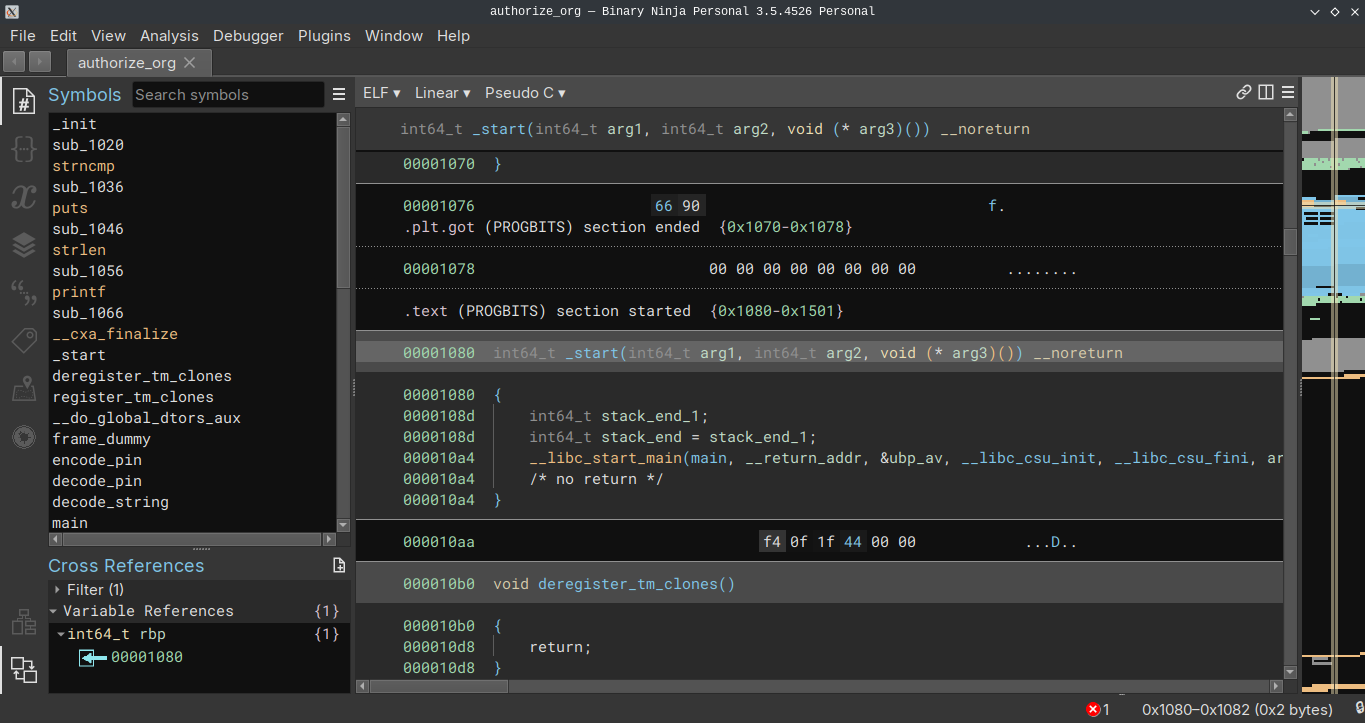 authorize_org — Binary Ninja Personal 3.5.4526 Personal
File Edit View Analysis Debugger Plugins Window Help
authorize_org
Symbols
Search symbols
_init
sub_1020
strncmp
sub_1036
puts
sub_1046
strlen
sub_1056
printf
sub_1066
__cxa_finalize
_start
deregister_tm_clones
register_tm_clones
__do_global_dtors_aux
frame_dummy
encode_pin
decode_pin
decode_string
main
Cross References
Filter (1)
Variable References {1}
int64_t rbp {1}
00001080
ELF ▾ Linear ▾ Pseudo C ▾
int64_t _start(int64_t arg1, int64_t arg2, void (* arg3)()) __noreturn
00001070 }
00001076 66 90 f.
.plt.got (PROGBITS) section ended {0x1070-0x1078}
00001078 00 00 00 00 00 00 00 00 ........
.text (PROGBITS) section started {0x1080-0x1501}
00001080 int64_t _start(int64_t arg1, int64_t arg2, void (* arg3)()) __noreturn
00001080 {
0000108d int64_t stack_end_1;
0000108d int64_t stack_end = stack_end_1;
000010a4 __libc_start_main(main, __return_addr, &ubp_av, __libc_csu_init, __libc_csu_fini, ar
000010a4 /* no return */
000010a4 }
000010aa f4 0f 1f 44 00 00 ...D..
000010b0 void deregister_tm_clones()
000010b0 {
000010d8 return;
000010d8 }
1 0x1080–0x1082 (0x2 bytes)